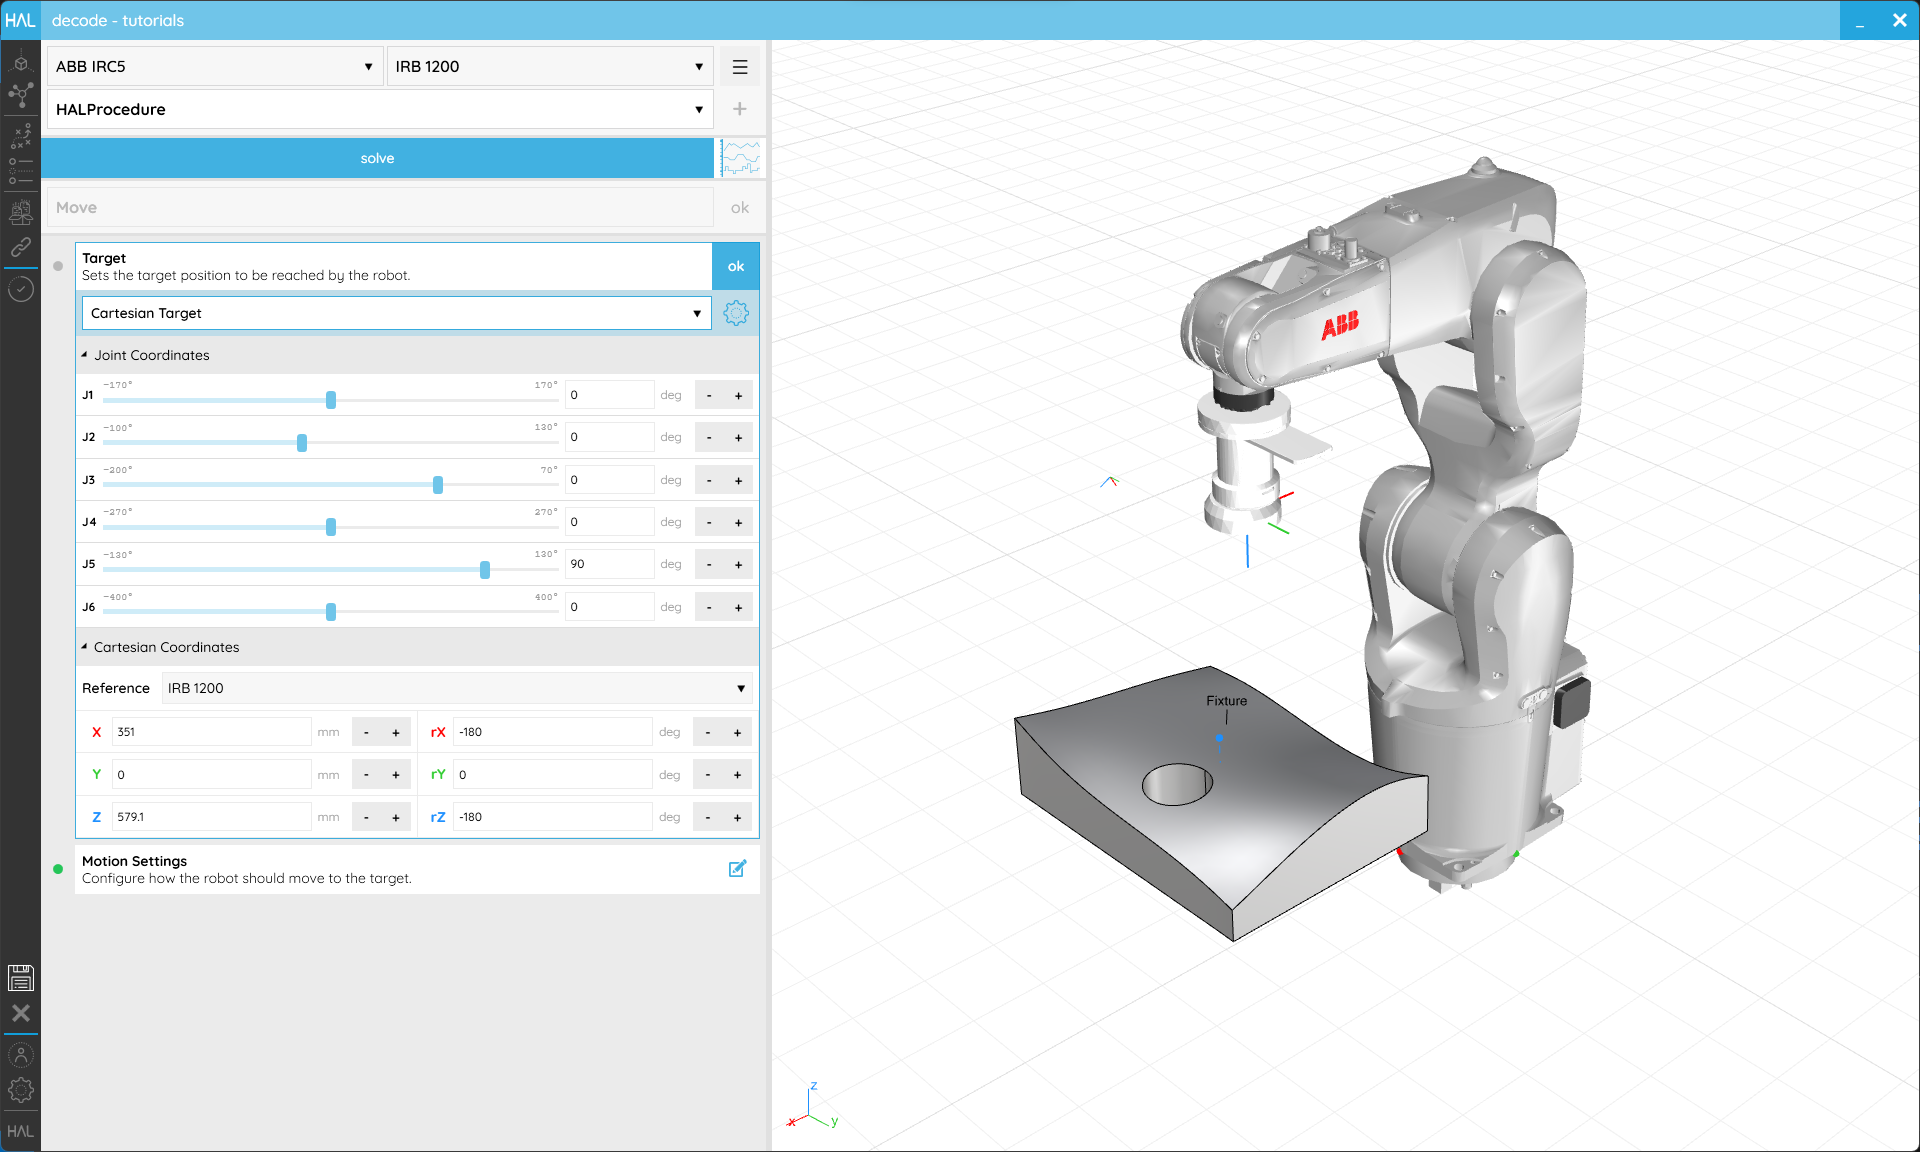 HAL decode - tutorials
ABB IRC5 IRB 1200
HALProcedure
solve
Move ok
Target
Sets the target position to be reached by the robot.
ok
Cartesian Target
Joint Coordinates
J1 -170° 170° 0 deg - +
J2 -100° 130° 0 deg - +
J3 -200° 70° 0 deg - +
J4 -270° 270° 0 deg - +
J5 -130° 130° 90 deg - +
J6 -400° 400° 0 deg - +
Cartesian Coordinates
Reference IRB 1200
X 351 mm - + rX -180 deg - +
Y 0 mm - + rY 0 deg - +
Z 579.1 mm - + rZ -180 deg - +
Motion Settings
Configure how the robot should move to the target.
HAL
ABB
Fixture
z
x
y